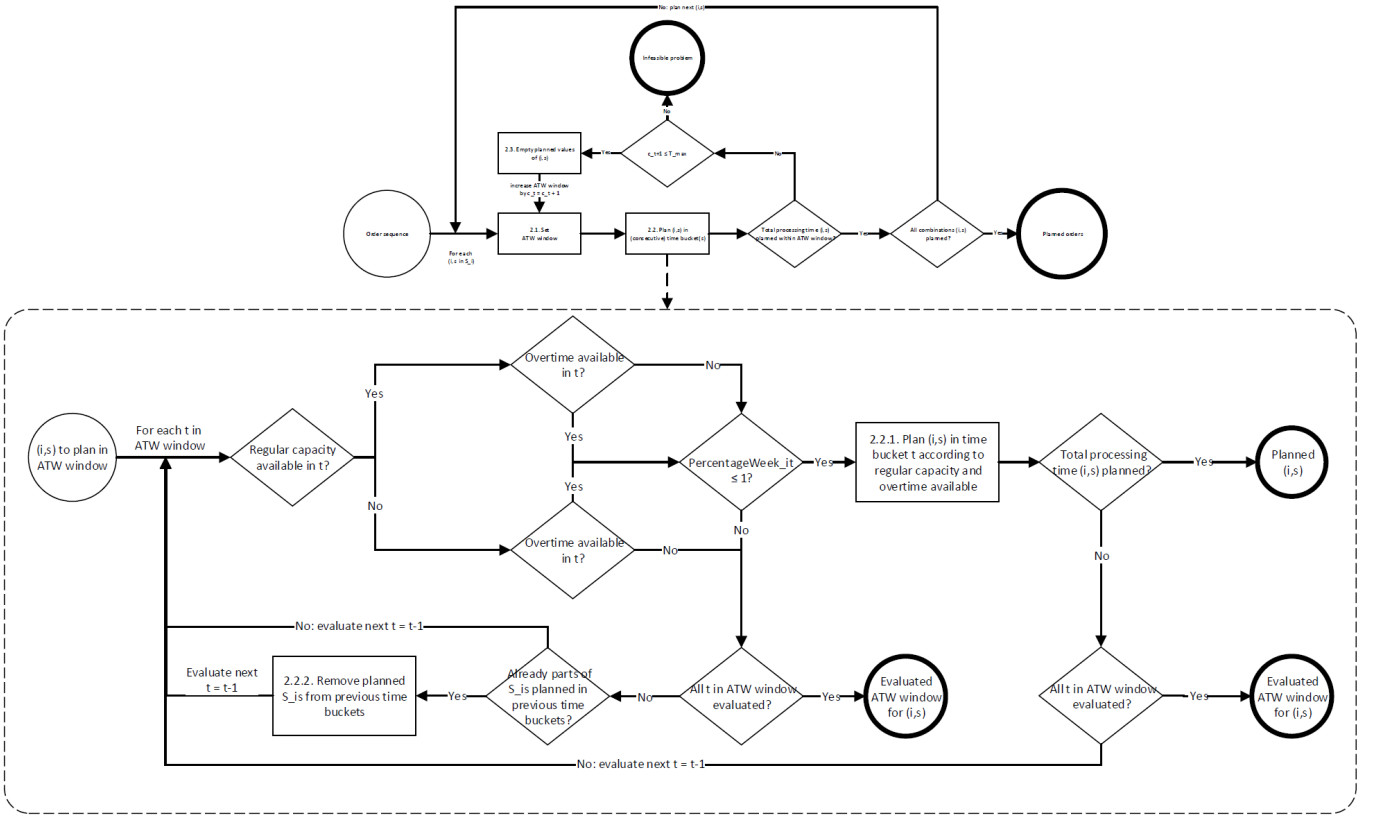 No: plan next (i,s)
Infeasible problem
No
2.3. Empty planned values
of (i,s)
Yes
c_t+1 ≤ T_max
No
increase ATW window
by c_t = c_t + 1
Order sequence
For each
(i,s in S_i)
2.1. Set
ATW window
2.2. Plan (i,s) in
(consecutive) time bucket(s)
Total processing time (i,s)
planned within ATW window?
Yes
All combinations (i,s)
planned?
Yes
Planned orders
Overtime available
in t?
No
Yes
(i,s) to plan in
ATW window
For each t in
ATW window
Regular capacity
available in t?
Yes
No
Yes
PercentageWeek_it
≤ 1?
Yes
2.2.1. Plan (i,s) in time
bucket t according to
regular capacity and
overtime available
Total processing
time (i,s) planned?
Yes
Planned
(i,s)
Overtime available
in t?
No
No
No
No: evaluate next t = t-1
Evaluate next
t = t-1
2.2.2. Remove planned
S_is from previous time
buckets
Yes
Already parts of
S_is planned in
previous time
buckets?
No
All t in ATW window
evaluated?
Yes
Evaluated
ATW window
for (i,s)
All t in ATW window
evaluated?
Yes
Evaluated
ATW window
for (i,s)
No: evaluate next t = t-1